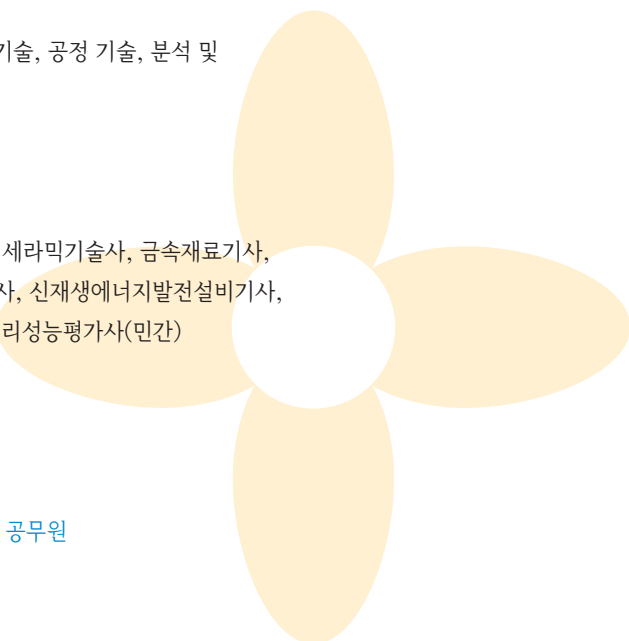 기술, 공정 기술, 분석 및
세라믹기술사, 금속재료기사,
사, 신재생에너지발전설비기사,
리성능평가사(민간)
공무원